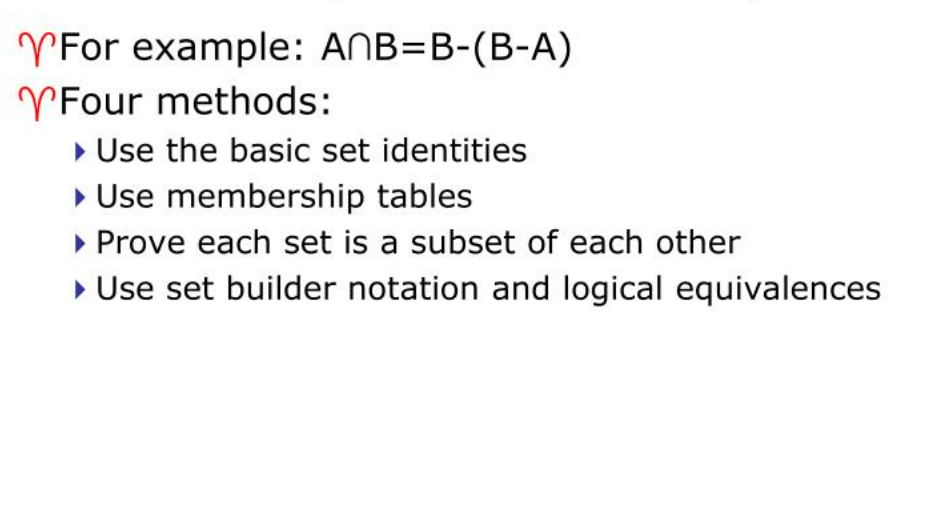 ♈For example: A∩B=B-(B-A)
♈Four methods:
Use the basic set identities
Use membership tables
Prove each set is a subset of each other
Use set builder notation and logical equivalences